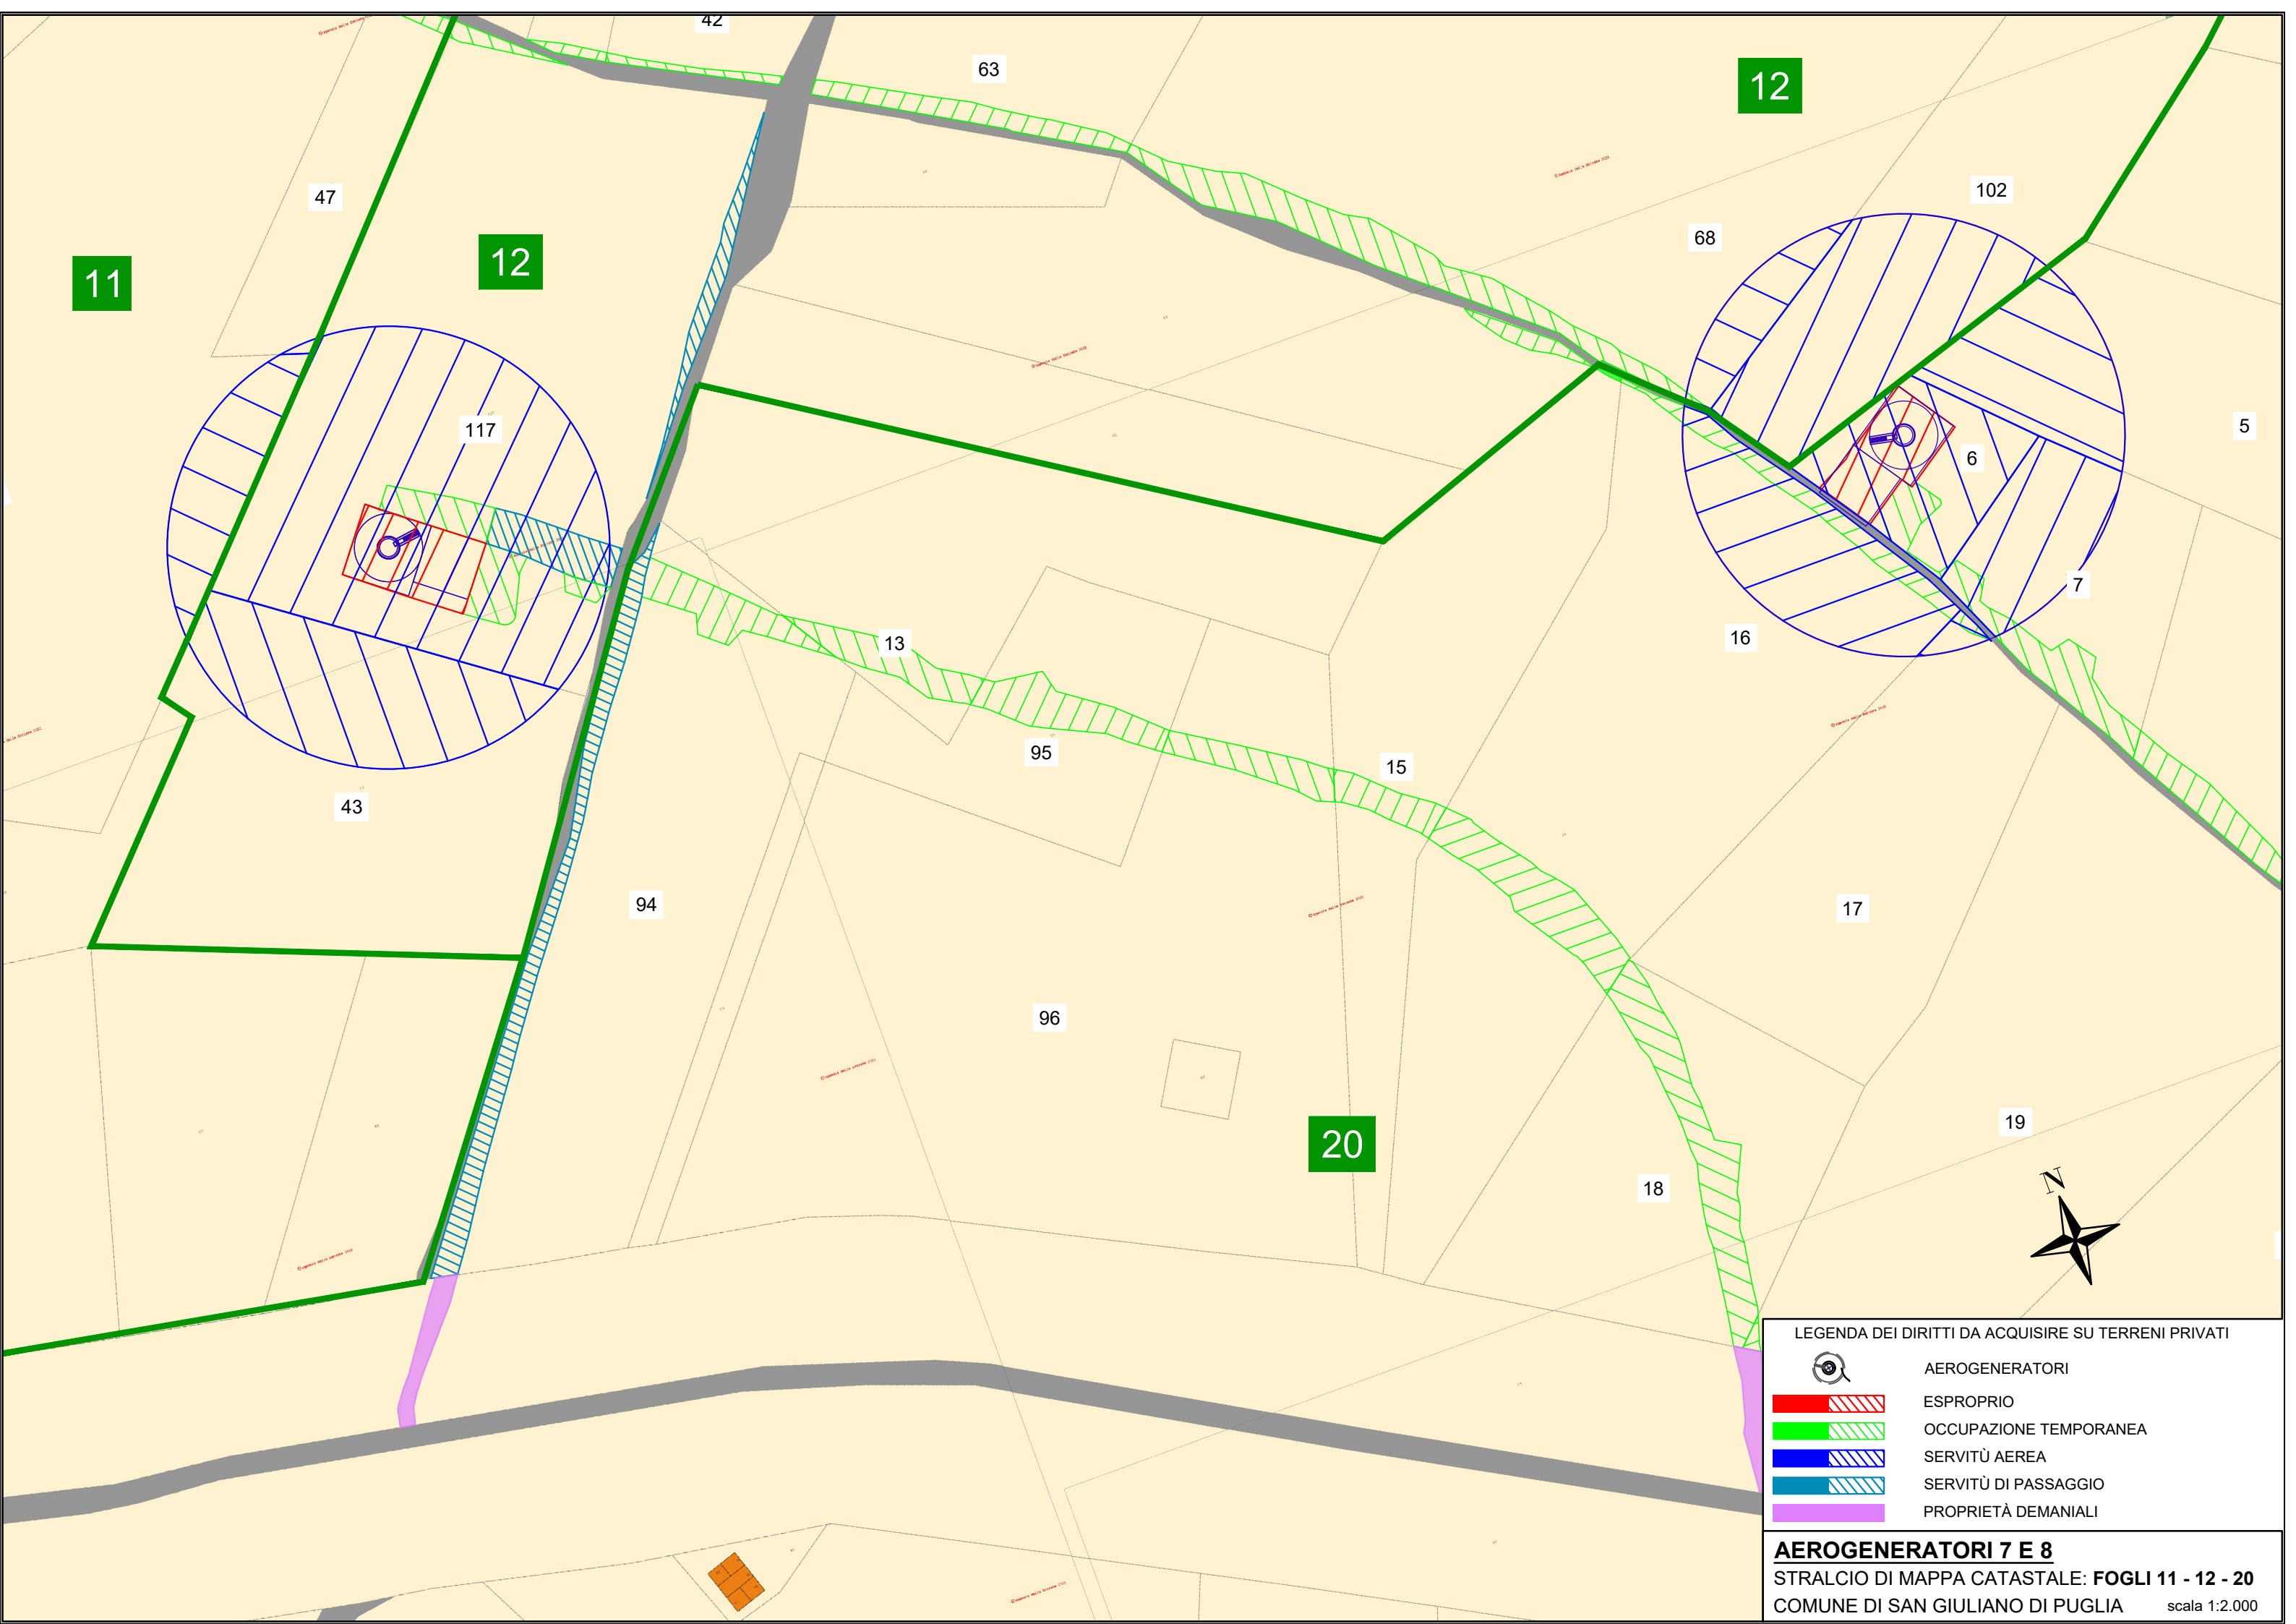 42
63
12
102
47
68
12
11
117
5
6
7
16
13
95
15
43
94
17
96
19
20
18
N
LEGENDA DEI DIRITTI DA ACQUISIRE SU TERRENI PRIVATI
AEROGENERATORI
ESPROPRIO
OCCUPAZIONE TEMPORANEA
SERVITÙ AEREA
SERVITÙ DI PASSAGGIO
PROPRIETÀ DEMANIALI
AEROGENERATORI 7 E 8
STRALCIO DI MAPPA CATASTALE: FOGLI 11 - 12 - 20
COMUNE DI SAN GIULIANO DI PUGLIA scala 1:2.000